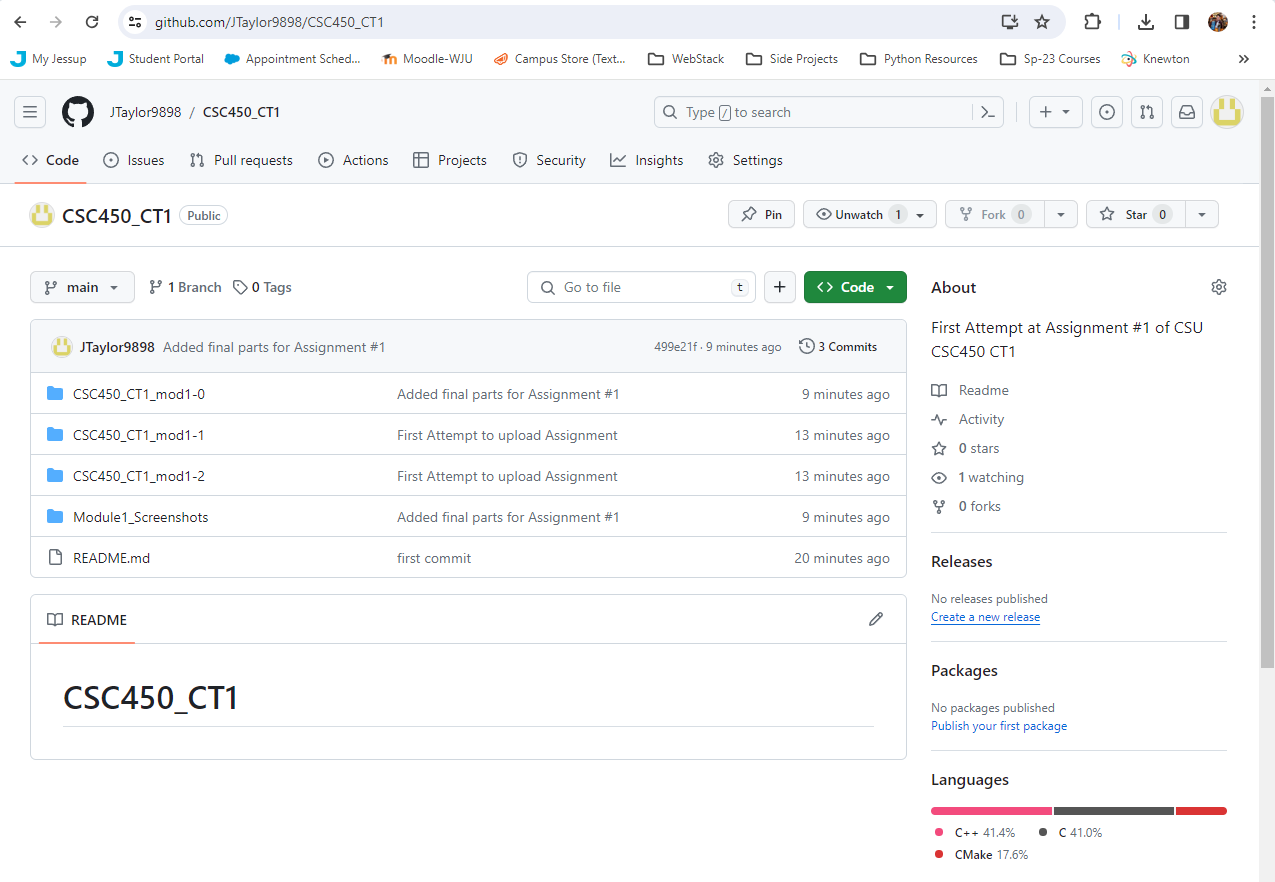 github.com/JTaylor9898/CSC450_CT1
My Jessup Student Portal Appointment Sched... Moodle-WJU Campus Store (Text... WebStack Side Projects Python Resources Sp-23 Courses Knewton »
JTaylor9898 / CSC450_CT1 Type / to search
Code Issues Pull requests Actions Projects Security Insights Settings
CSC450_CT1 Public Pin Unwatch 1 Fork 0 Star 0
main 1 Branch 0 Tags Go to file t + <> Code
JTaylor9898 Added final parts for Assignment #1 499e21f · 9 minutes ago 3 Commits
CSC450_CT1_mod1-0 Added final parts for Assignment #1 9 minutes ago
CSC450_CT1_mod1-1 First Attempt to upload Assignment 13 minutes ago
CSC450_CT1_mod1-2 First Attempt to upload Assignment 13 minutes ago
Module1_Screenshots Added final parts for Assignment #1 9 minutes ago
README.md first commit 20 minutes ago
README
CSC450_CT1
About
First Attempt at Assignment #1 of CSU
CSC450 CT1
Readme
Activity
0 stars
1 watching
0 forks
Releases
No releases published
Create a new release
Packages
No packages published
Publish your first package
Languages
C++ 41.4% C 41.0%
CMake 17.6%